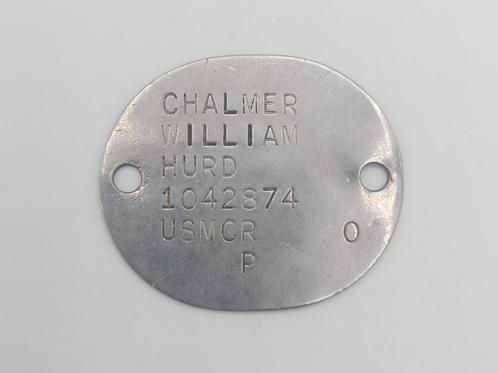 CHALMER
WILLIAM
HURD
1042874
USMCR O
P